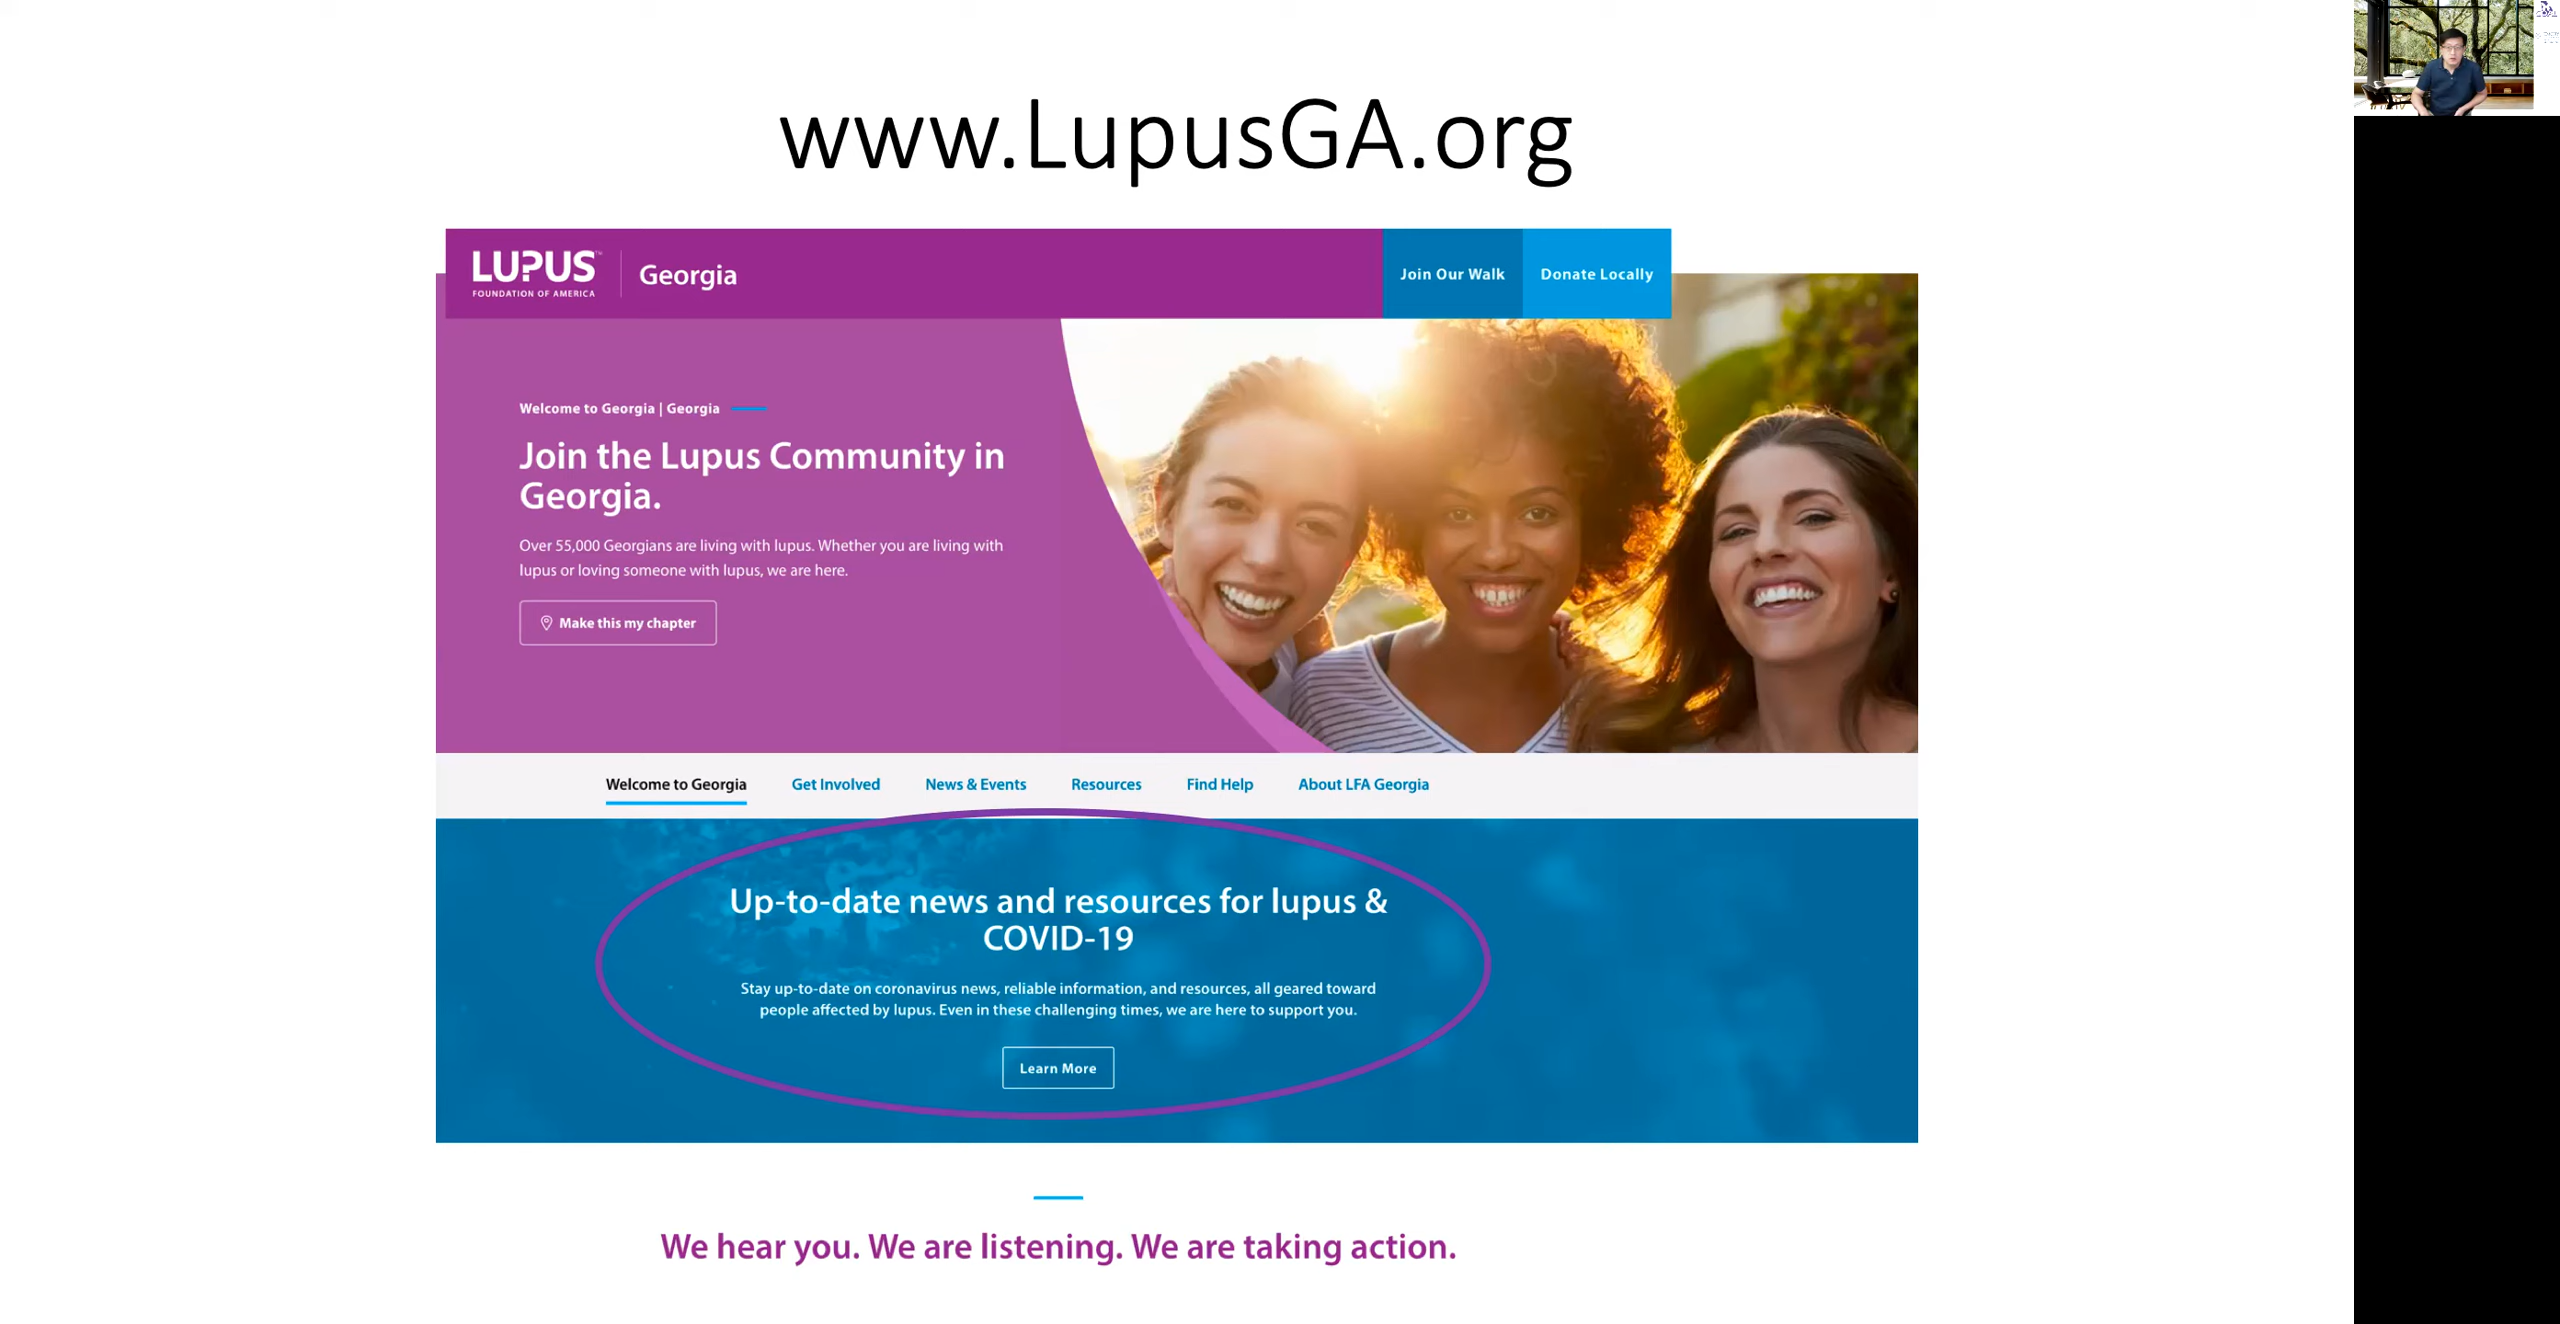 www.LupusGA.org
LUPUS™
FOUNDATION OF AMERICA
Georgia
Join Our Walk
Donate Locally
Welcome to Georgia | Georgia
Join the Lupus Community in
Georgia.
Over 55,000 Georgians are living with lupus. Whether you are living with
lupus or loving someone with lupus, we are here.
Make this my chapter
Welcome to Georgia
Get Involved
News & Events
Resources
Find Help
About LFA Georgia
Up-to-date news and resources for lupus &
COVID-19
Stay up-to-date on coronavirus news, reliable information, and resources, all geared toward
people affected by lupus. Even in these challenging times, we are here to support you.
Learn More
We hear you. We are listening. We are taking action.